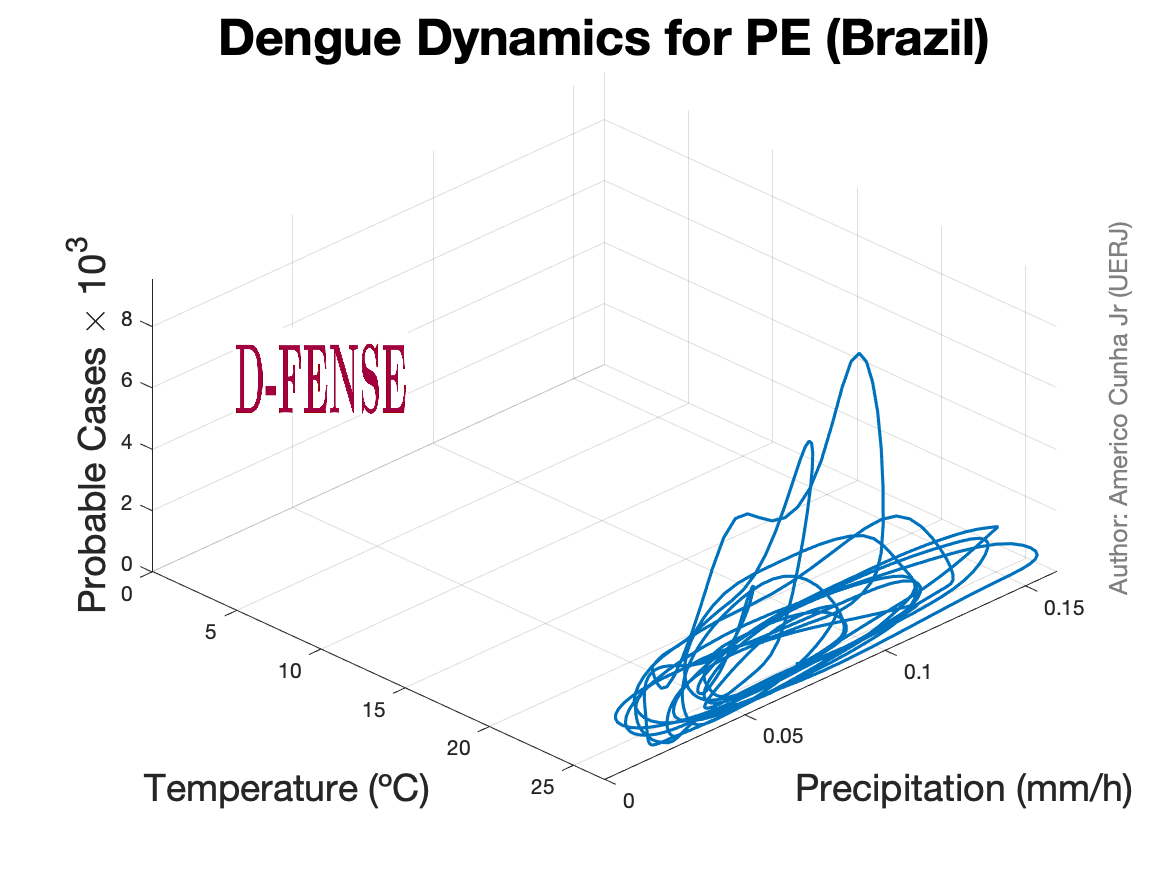 Dengue Dynamics for PE (Brazil)
Probable Cases × 10³
8
6
4
2
0
D-FENSE
Author: Americo Cunha Jr (UERJ)
0
5
10
15
20
25
Temperature (ºC)
0
0.05
0.1
0.15
Precipitation (mm/h)